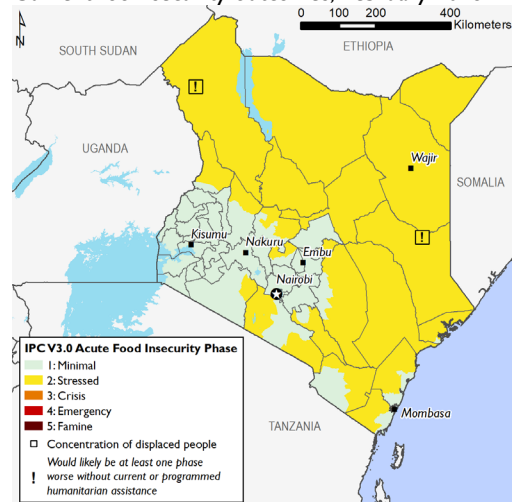 N
0 100 200 400
Kilometers
SOUTH SUDAN
ETHIOPIA
!
UGANDA
Wajir
SOMALIA
!
Kisumu
Nakuru
Embu
Nairobi
IPC V3.0 Acute Food Insecurity Phase
1: Minimal
2: Stressed
3: Crisis
4: Emergency
5: Famine
Concentration of displaced people
Would likely be at least one phase
! worse without current or programmed
humanitarian assistance
Mombasa
TANZANIA